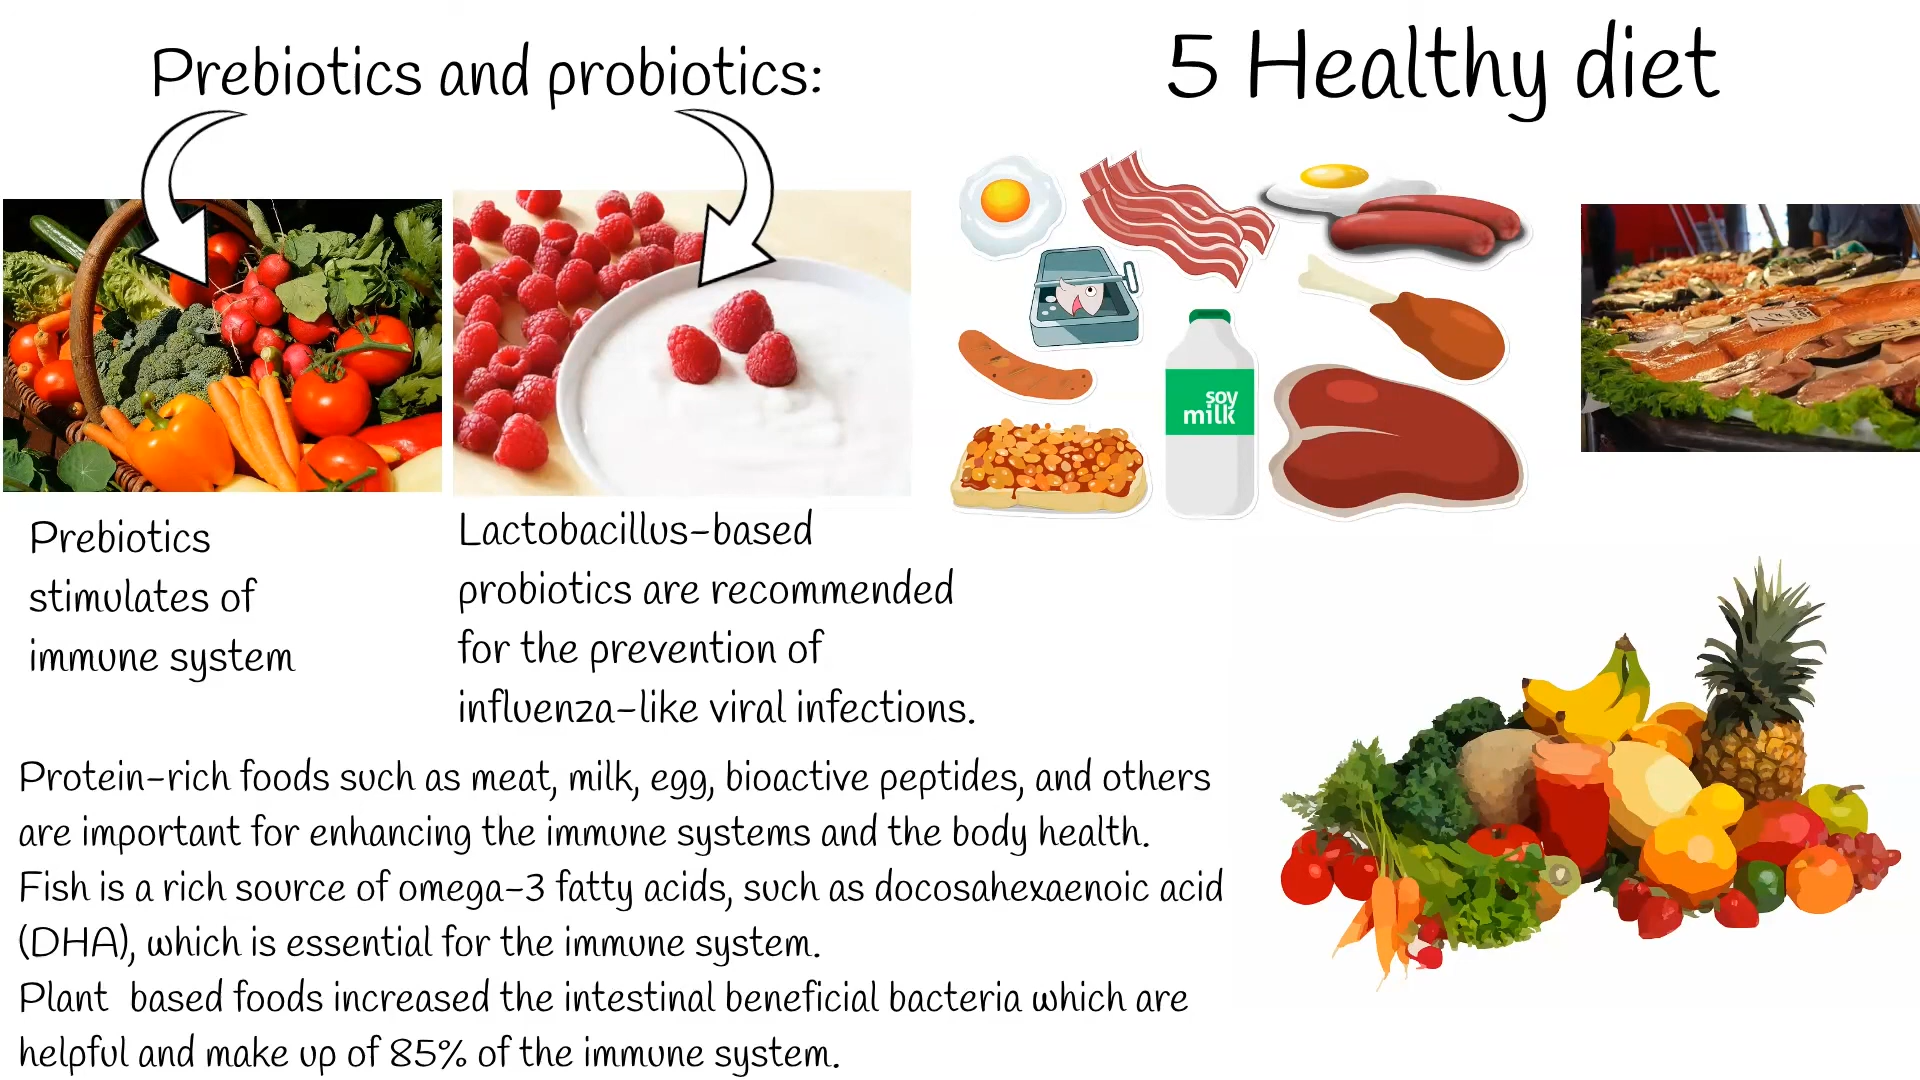 5 Healthy diet
Prebiotics and probiotics:
soy
milk
Prebiotics
stimulates of
immune system
Lactobacillus-based
probiotics are recommended
for the prevention of
influenza-like viral infections.
Protein-rich foods such as meat, milk, egg, bioactive peptides, and others
are important for enhancing the immune systems and the body health.
Fish is a rich source of omega-3 fatty acids, such as docosahexaenoic acid
(DHA), which is essential for the immune system.
Plant  based foods increased the intestinal beneficial bacteria which are
helpful and make up of 85% of the immune system.